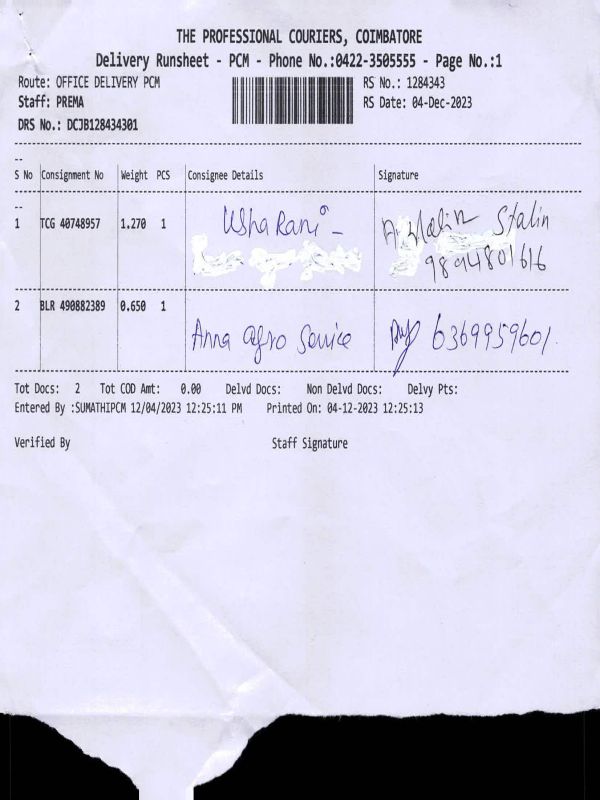 THE PROFESSIONAL COURIERS, COIMBATORE
Delivery Runsheet - PCM - Phone No.:0422-3505555 - Page No.:1
Route: OFFICE DELIVERY PCM RS No.: 1284343
Staff: PREMA RS Date: 04-Dec-2023
DRS No.: DCJB128434301
--
S No Consignment No Weight PCS Consignee Details Signature
--
1 TCG 40748957 1.270 1 Usha Rani - Stalin
9894801616
2 BLR 490882389 0.650 1
Anna Agro Service 6369959601.
Tot Docs: 2 Tot COD Amt: 0.00 Delvd Docs: Non Delvd Docs: Delvy Pts:
Entered By :SUMATHIPCM 12/04/2023 12:25:11 PM Printed On: 04-12-2023 12:25:13
Verified By Staff Signature